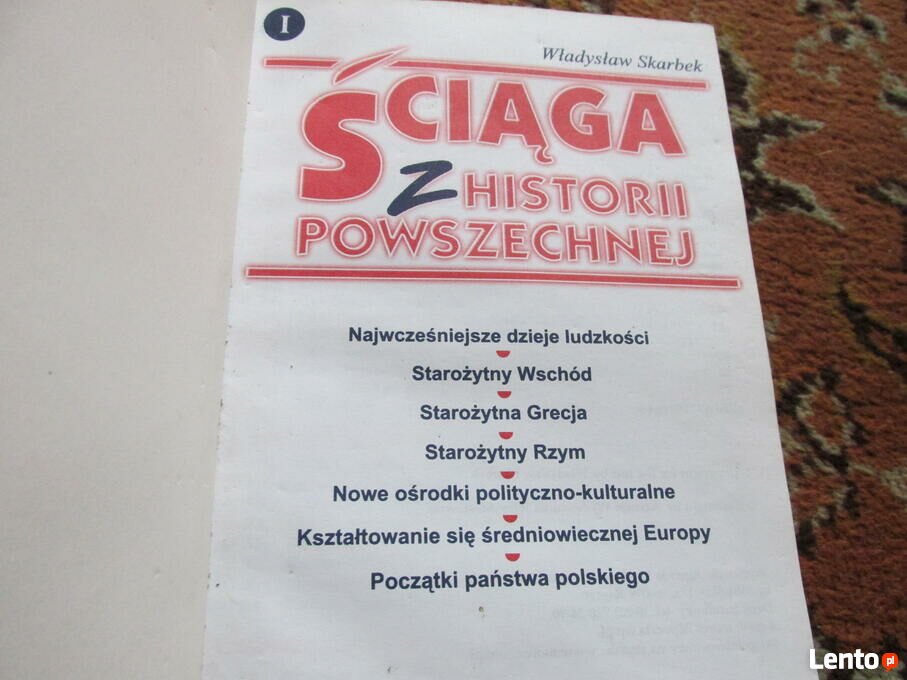 I
Władysław Skarbek
ŚCIĄGA
Z HISTORII
POWSZECHNEJ
Najwcześniejsze dzieje ludzkości
Starożytny Wschód
Starożytna Grecja
Starożytny Rzym
Nowe ośrodki polityczno-kulturalne
Kształtowanie się średniowiecznej Europy
Początki państwa polskiego
Lento.pl